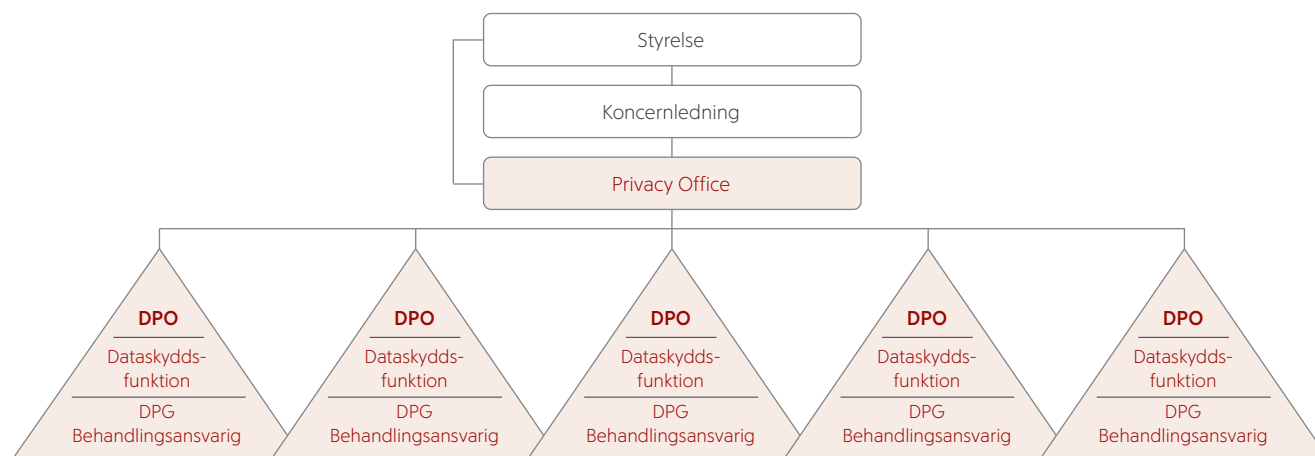 Styrelse
Koncernledning
Privacy Office
DPO
Dataskydds-
funktion
DPG
Behandlingsansvarig
DPO
Dataskydds-
funktion
DPG
Behandlingsansvarig
DPO
Dataskydds-
funktion
DPG
Behandlingsansvarig
DPO
Dataskydds-
funktion
DPG
Behandlingsansvarig
DPO
Dataskydds-
funktion
DPG
Behandlingsansvarig